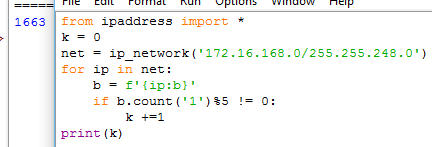 File Edit Format Run Options Window Help
=====
1663
from ipaddress import *
k = 0
net = ip_network('172.16.168.0/255.255.248.0')
for ip in net:
    b = f'{ip:b}'
    if b.count('1')%5 != 0:
        k +=1
print(k)